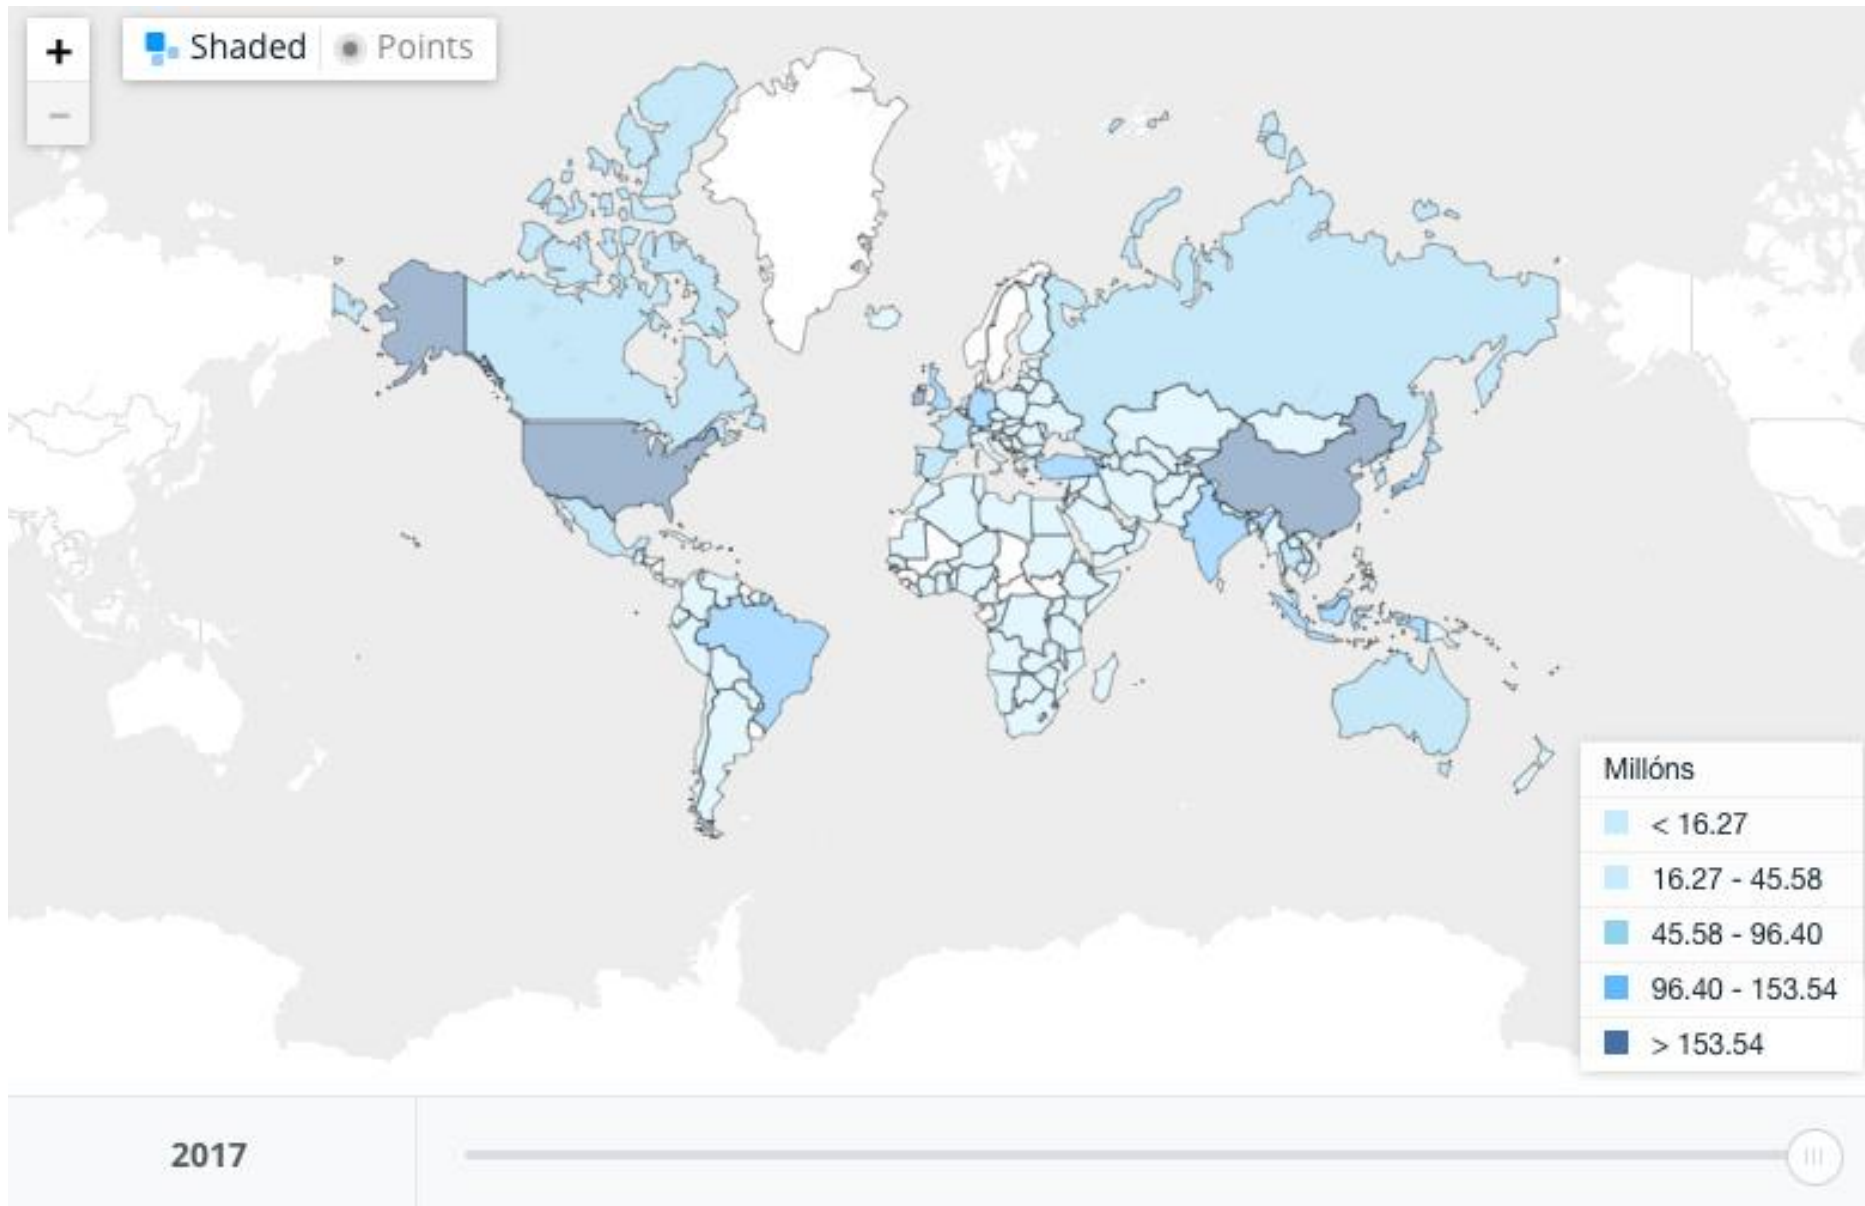 +
Shaded Points
−
Millóns
< 16.27
16.27 - 45.58
45.58 - 96.40
96.40 - 153.54
> 153.54
2017